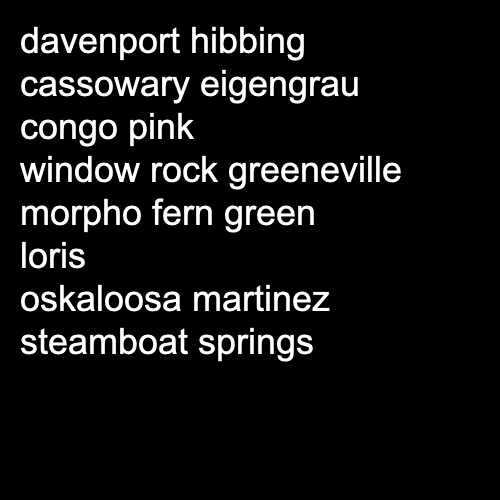 davenport hibbing
cassowary eigengrau
congo pink
window rock greeneville
morpho fern green
loris
oskaloosa martinez
steamboat springs